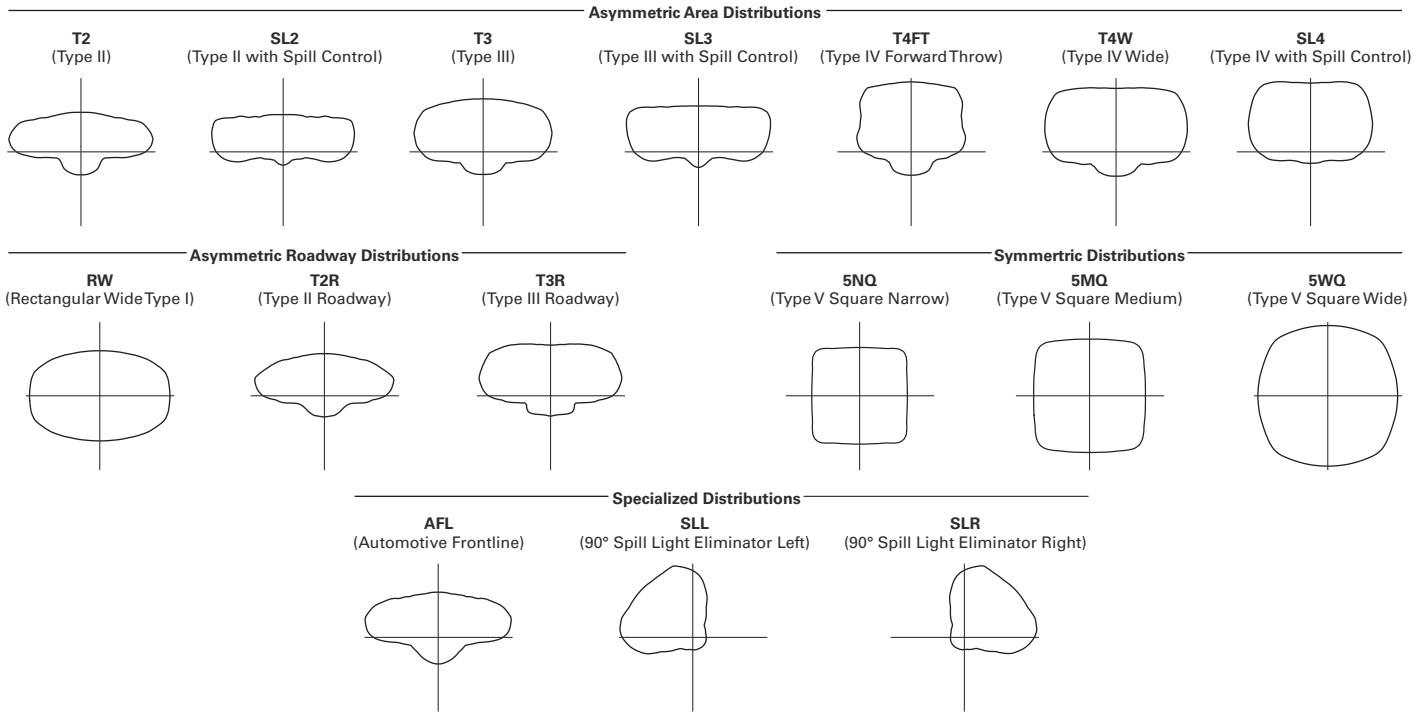 Asymmetric Area Distributions
T2
(Type II)
SL2
(Type II with Spill Control)
T3
(Type III)
SL3
(Type III with Spill Control)
T4FT
(Type IV Forward Throw)
T4W
(Type IV Wide)
SL4
(Type IV with Spill Control)
Asymmetric Roadway Distributions
RW
(Rectangular Wide Type I)
T2R
(Type II Roadway)
T3R
(Type III Roadway)
Symmertric Distributions
5NQ
(Type V Square Narrow)
5MQ
(Type V Square Medium)
5WQ
(Type V Square Wide)
Specialized Distributions
AFL
(Automotive Frontline)
SLL
(90° Spill Light Eliminator Left)
SLR
(90° Spill Light Eliminator Right)